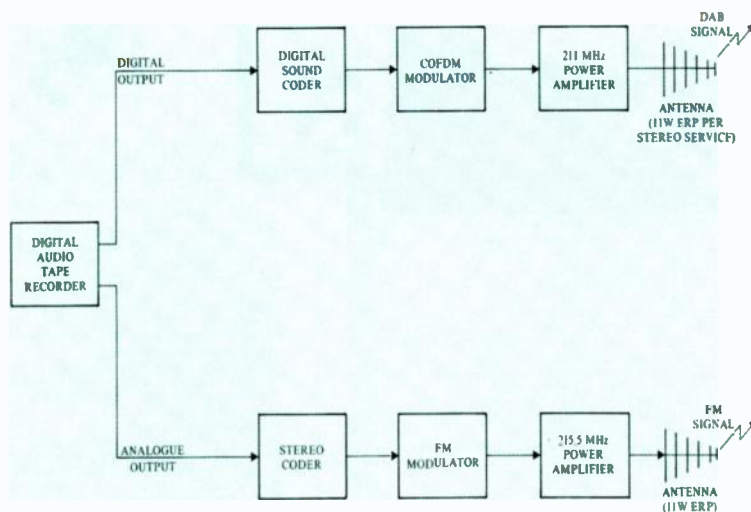 DAB
SIGNAL
DIGITAL
OUTPUT
DIGITAL
SOUND
CODER
COFDM
MODULATOR
211 MHz
POWER
AMPLIFIER
ANTENNA
(11W ERP PER
STEREO SERVICE)
DIGITAL
AUDIO
TAPE
RECORDER
ANALOGUE
OUTPUT
STEREO
CODER
FM
MODULATOR
215.5 MHz
POWER
AMPLIFIER
FM
SIGNAL
ANTENNA
(11W ERP)